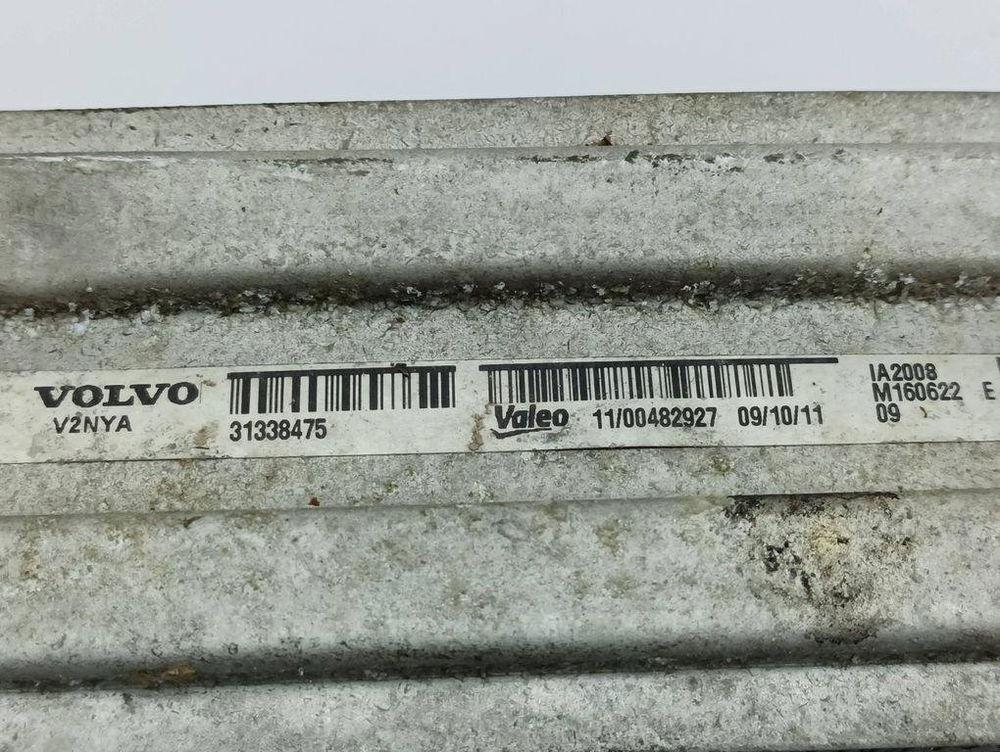 VOLVO
V2NYA
31338475
Valeo 11/00482927 09/10/11
IA2008
M160622 E
09